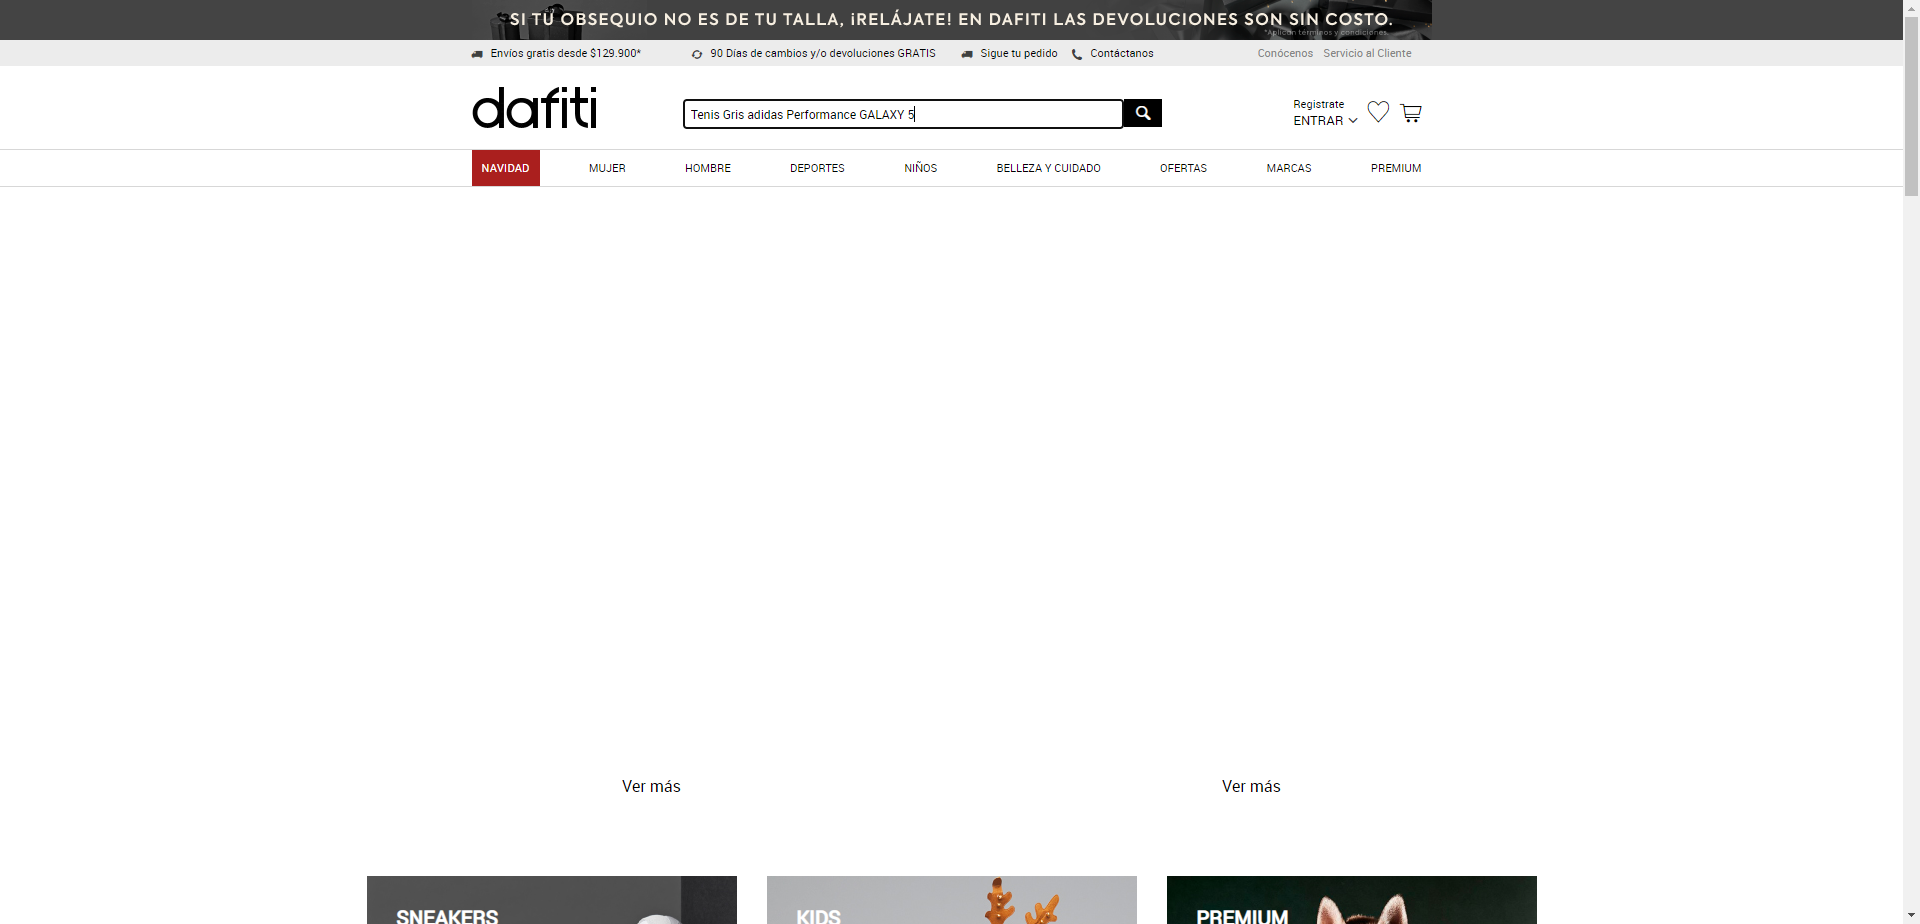 SI TU OBSEQUIO NO ES DE TU TALLA, ¡RELÁJATE! EN DAFITI LAS DEVOLUCIONES SON SIN COSTO.
*Aplican términos y condiciones.
Envíos gratis desde $129.900*
90 Días de cambios y/o devoluciones GRATIS
Sigue tu pedido
Contáctanos
Conócenos
Servicio al Cliente
dafiti
Tenis Gris adidas Performance GALAXY 5
Registrate
ENTRAR
NAVIDAD
MUJER
HOMBRE
DEPORTES
NIÑOS
BELLEZA Y CUIDADO
OFERTAS
MARCAS
PREMIUM
Ver más
Ver más
SNEAKERS
KIDS
PREMIUM